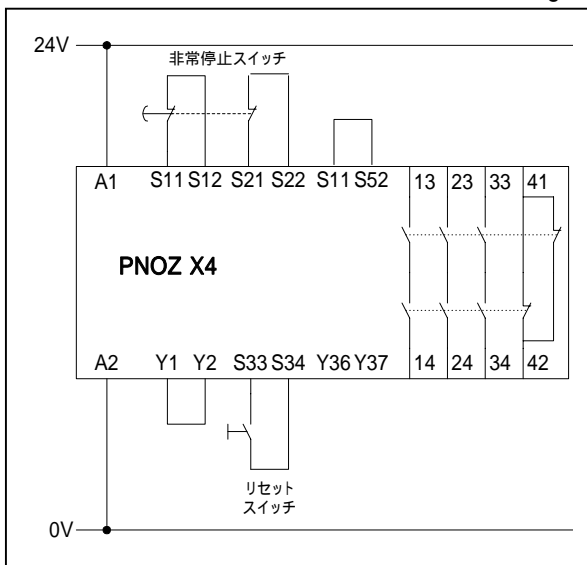 24V
非常停止スイッチ
A1 S11 S12 S21 S22 S11 S52 13 23 33 41
PNOZ X4
A2 Y1 Y2 S33 S34 Y36 Y37 14 24 34 42
リセット
スイッチ
0V